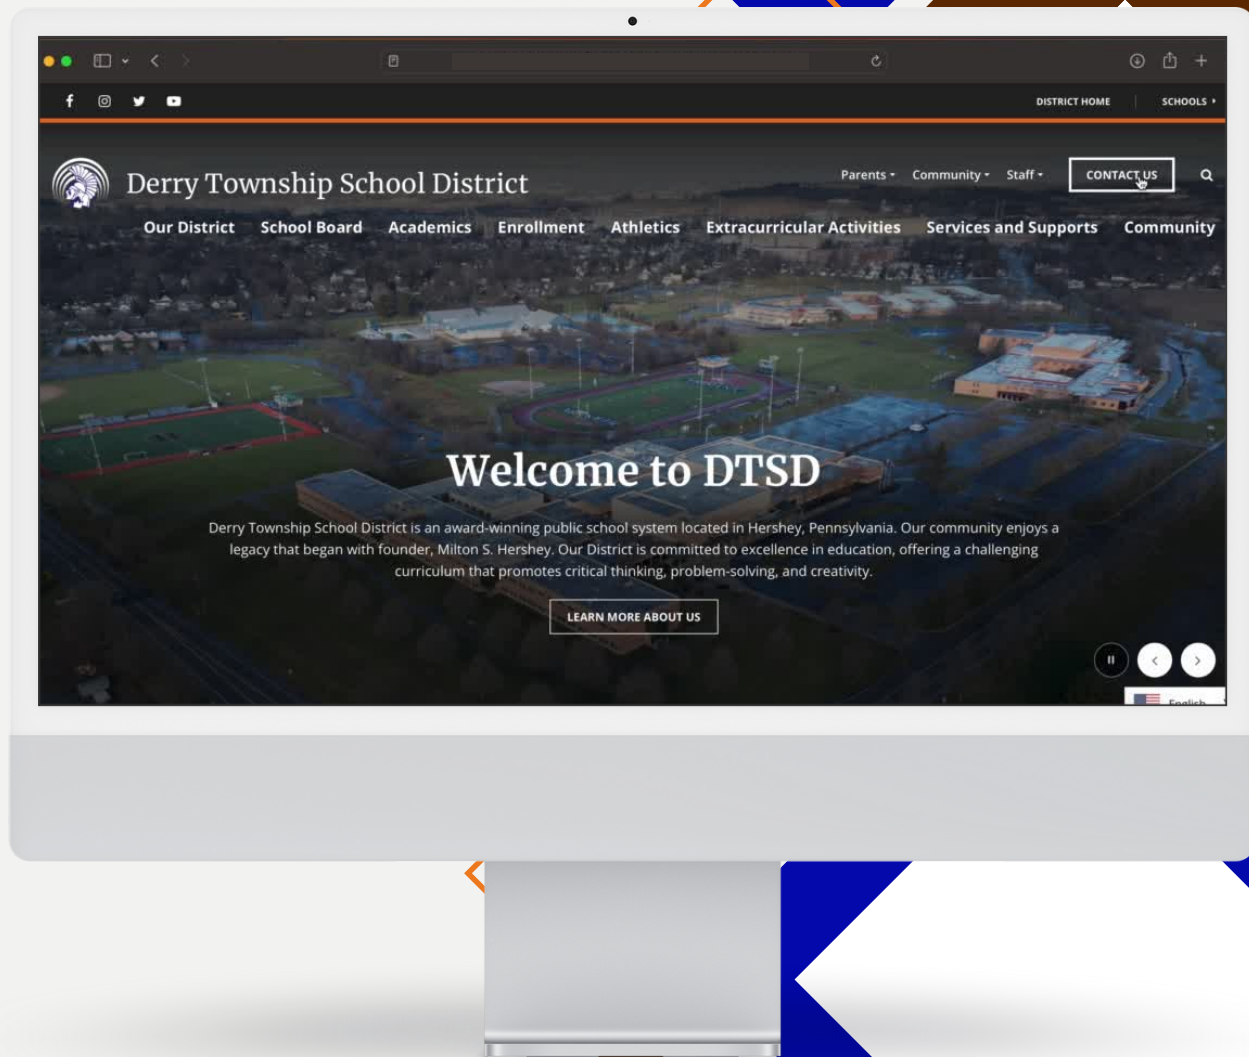 DISTRICT HOME
SCHOOLS
Derry Township School District
Parents
Community
Staff
CONTACT US
Our District
School Board
Academics
Enrollment
Athletics
Extracurricular Activities
Services and Supports
Community
Welcome to DTSD
Derry Township School District is an award-winning public school system located in Hershey, Pennsylvania. Our community enjoys a
legacy that began with founder, Milton S. Hershey. Our District is committed to excellence in education, offering a challenging
curriculum that promotes critical thinking, problem-solving, and creativity.
LEARN MORE ABOUT US
English